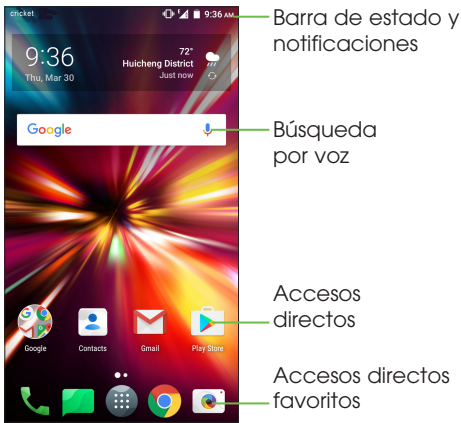 cricket
9:36 AM
Barra de estado y
notificaciones
9:36
Thu, Mar 30
72°
Huicheng District
Just now
Google
Búsqueda
por voz
Accesos
directos
Google
Contacts
Gmail
Play Store
Accesos directos
favoritos